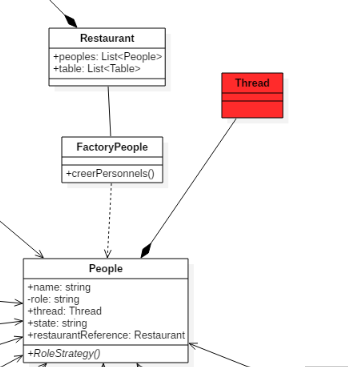 Restaurant
+peoples: List<People>
+table: List<Table>
Thread
FactoryPeople
+creerPersonnels()
People
+name: string
-role: string
+thread: Thread
+state: string
+restaurantReference: Restaurant
+RoleStrategy()